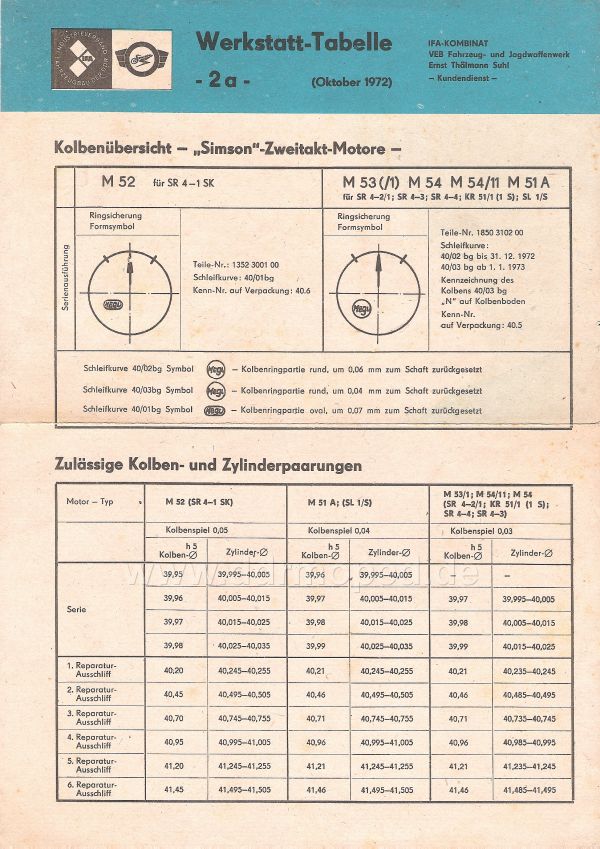 Werkstatt-Tabelle
- 2a -
(Oktober 1972)
IFA-KOMBINAT
VEB Fahrzeug- und Jagdwaffenwerk
Ernst Thälmann Suhl
– Kundendienst –
IFA
Kolbenübersicht – „Simson“-Zweitakt-Motore –
M 52 für SR 4–1 SK
M 53 (/1) M 54 M 54/11 M 51 A
für SR 4–2/1; SR 4–3; SR 4–4; KR 51/1 (1 S); SL 1/S
Serienausführung
Ringsicherung
Formsymbol
MEGU
Teile-Nr.: 1352 3001 00
Schleifkurve: 40/01bg
Kenn-Nr. auf Verpackung: 40.6
Ringsicherung
Formsymbol
MEGU
Teile-Nr. 1850 3102 00
Schleifkurve:
40/02 bg bis 31. 12. 1972
40/03 bg ab 1. 1. 1973
Kennzeichnung des
Kolbens 40/03 bg
„N“ auf Kolbenboden
Kenn-Nr.
auf Verpackung: 40.5
Schleifkurve 40/02bg Symbol MEGU – Kolbenringpartie rund, um 0,06 mm zum Schaft zurückgesetzt
Schleifkurve 40/03bg Symbol MEGU – Kolbenringpartie rund, um 0,04 mm zum Schaft zurückgesetzt
Schleifkurve 40/01bg Symbol MEGU – Kolbenringpartie oval, um 0,07 mm zum Schaft zurückgesetzt
Zulässige Kolben- und Zylinderpaarungen
Motor – Typ M 52 (SR 4–1 SK) M 51 A; (SL 1/S) M 53/1; M 54/11; M 54
(SR 4–2/1; KR 51/1 (1 S);
SR 4–4; SR 4–3)
Kolbenspiel 0,05 Kolbenspiel 0,04 Kolbenspiel 0,03
h 5 h 5 h 5
Kolben-Ø Zylinder-Ø Kolben-Ø Zylinder-Ø Kolben-Ø Zylinder-Ø
Serie
39,95 39,995–40,005 39,96 39,995–40,005 – –
39,96 40,005–40,015 39,97 40,005–40,015 39,97 39,995–40,005
39,97 40,015–40,025 39,98 40,015–40,025 39,98 40,005–40,015
39,98 40,025–40,035 39,99 40,025–40,035 39,99 40,015–40,025
1. Reparatur-
Ausschliff 40,20 40,245–40,255 40,21 40,245–40,255 40,21 40,235–40,245
2. Reparatur-
Ausschliff 40,45 40,495–40,505 40,46 40,495–40,505 40,46 40,485–40,495
3. Reparatur-
Ausschliff 40,70 40,745–40,755 40,71 40,745–40,755 40,71 40,735–40,745
4. Reparatur-
Ausschliff 40,95 40,995–41,005 40,96 40,995–41,005 40,96 40,985–40,995
5. Reparatur-
Ausschliff 41,20 41,245–41,255 41,21 41,245–41,255 41,21 41,235–41,245
6. Reparatur-
Ausschliff 41,45 41,495–41,505 41,46 41,495–41,505 41,46 41,485–41,495